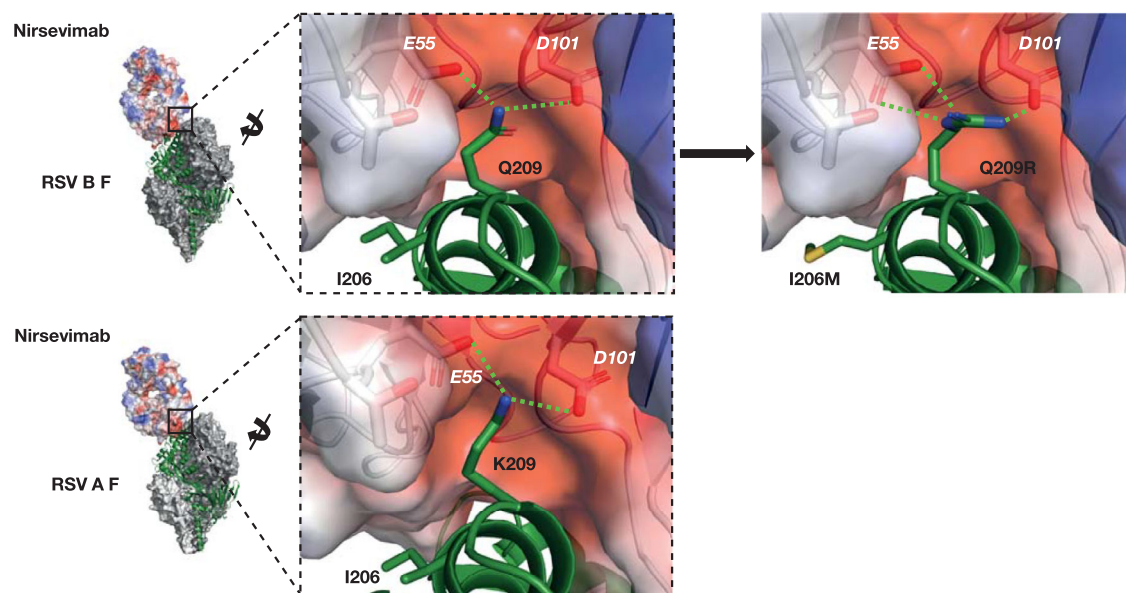 Nirsevimab
RSV B F
E55
D101
Q209
I206
E55
D101
Q209R
I206M
Nirsevimab
RSV A F
E55
D101
K209
I206